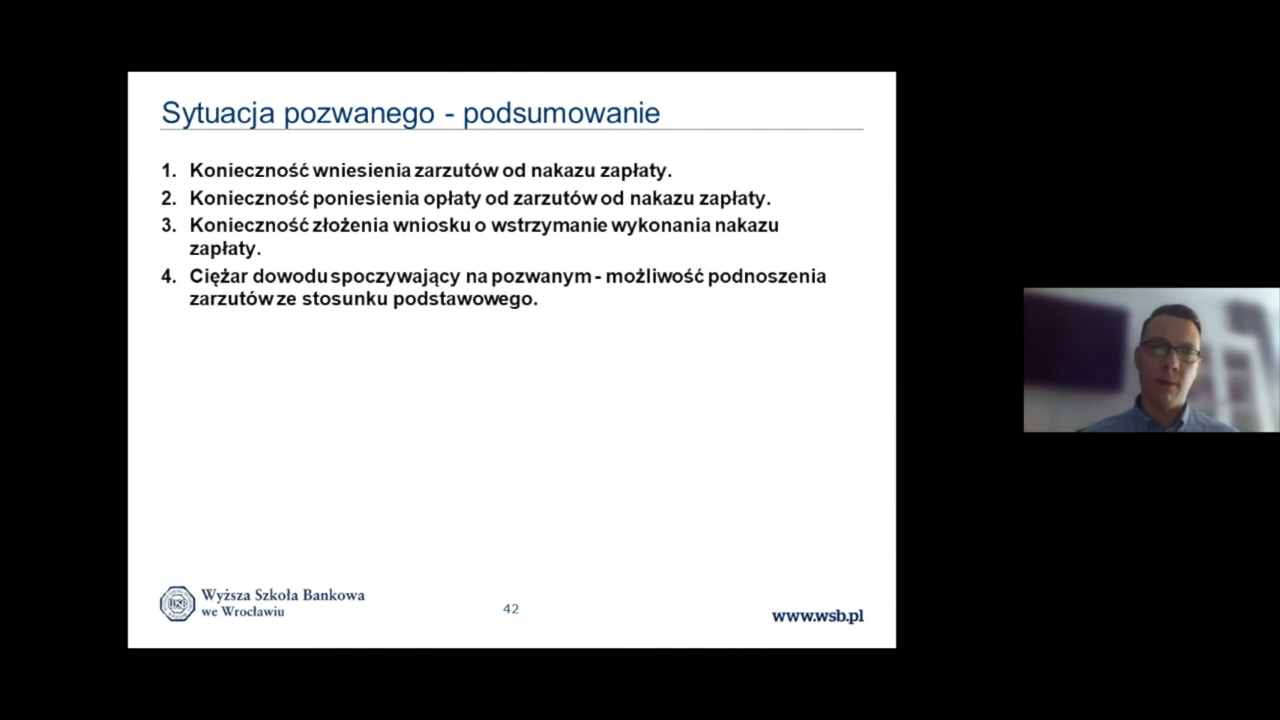 Sytuacja pozwanego - podsumowanie
1. Konieczność wniesienia zarzutów od nakazu zapłaty.
2. Konieczność poniesienia opłaty od zarzutów od nakazu zapłaty.
3. Konieczność złożenia wniosku o wstrzymanie wykonania nakazu
zapłaty.
4. Ciężar dowodu spoczywający na pozwanym - możliwość podnoszenia
zarzutów ze stosunku podstawowego.
Wyższa Szkoła Bankowa
we Wrocławiu
42
www.wsb.pl